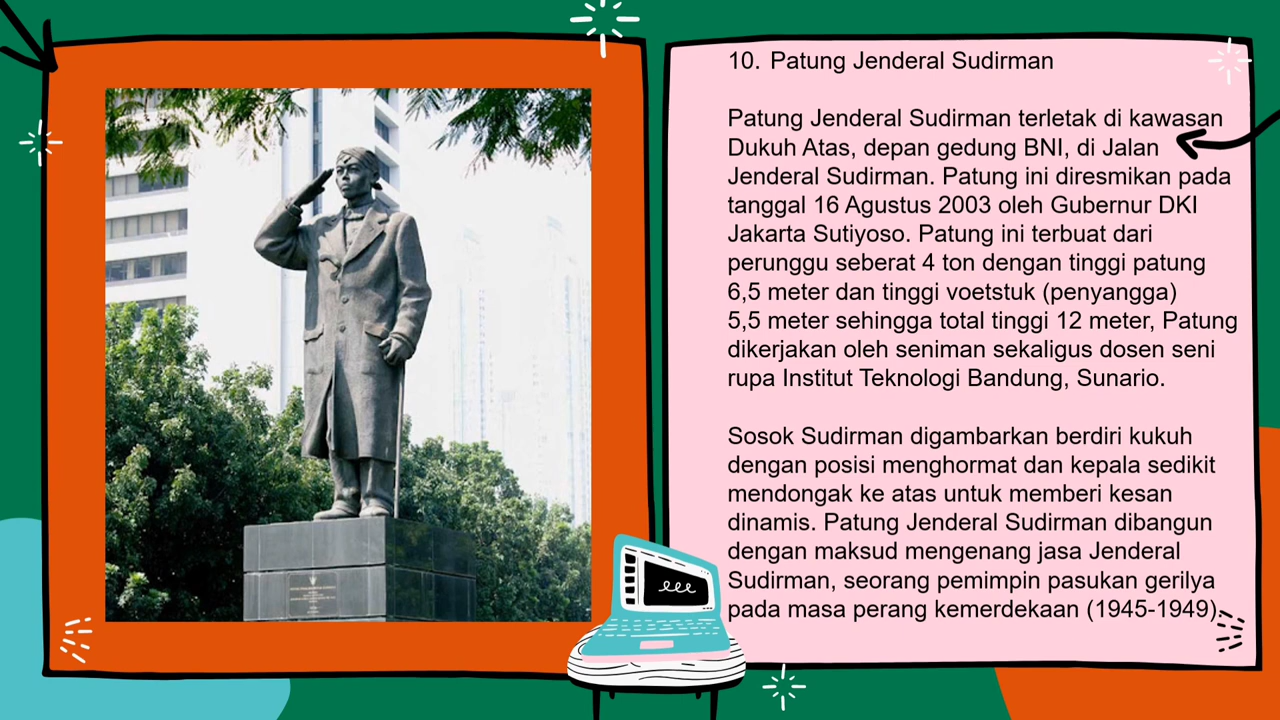 10. Patung Jenderal Sudirman
Patung Jenderal Sudirman terletak di kawasan
Dukuh Atas, depan gedung BNI, di Jalan
Jenderal Sudirman. Patung ini diresmikan pada
tanggal 16 Agustus 2003 oleh Gubernur DKI
Jakarta Sutiyoso. Patung ini terbuat dari
perunggu seberat 4 ton dengan tinggi patung
6,5 meter dan tinggi voetstuk (penyangga)
5,5 meter sehingga total tinggi 12 meter, Patung
dikerjakan oleh seniman sekaligus dosen seni
rupa Institut Teknologi Bandung, Sunario.
Sosok Sudirman digambarkan berdiri kukuh
dengan posisi menghormat dan kepala sedikit
mendongak ke atas untuk memberi kesan
dinamis. Patung Jenderal Sudirman dibangun
dengan maksud mengenang jasa Jenderal
Sudirman, seorang pemimpin pasukan gerilya
pada masa perang kemerdekaan (1945-1949).